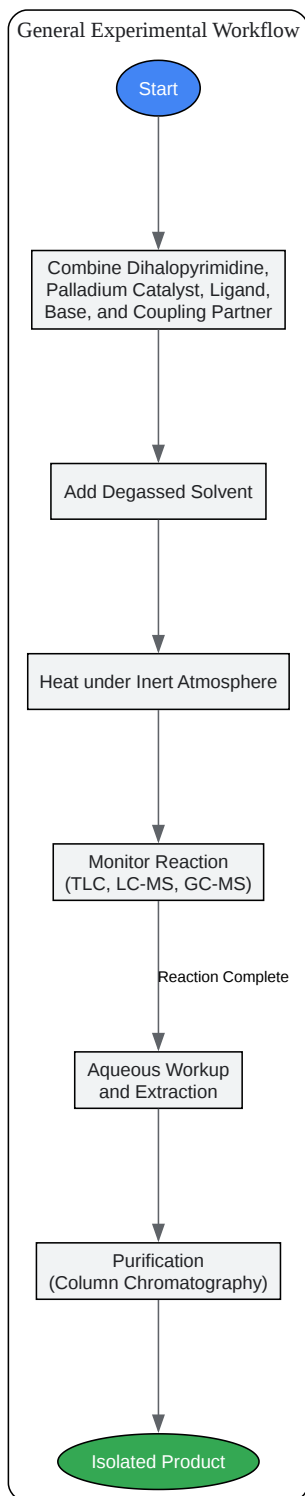 General Experimental Workflow
Start
Combine Dihalopyrimidine,
Palladium Catalyst, Ligand,
Base, and Coupling Partner
Add Degassed Solvent
Heat under Inert Atmosphere
Monitor Reaction
(TLC, LC-MS, GC-MS)
Reaction Complete
Aqueous Workup
and Extraction
Purification
(Column Chromatography)
Isolated Product